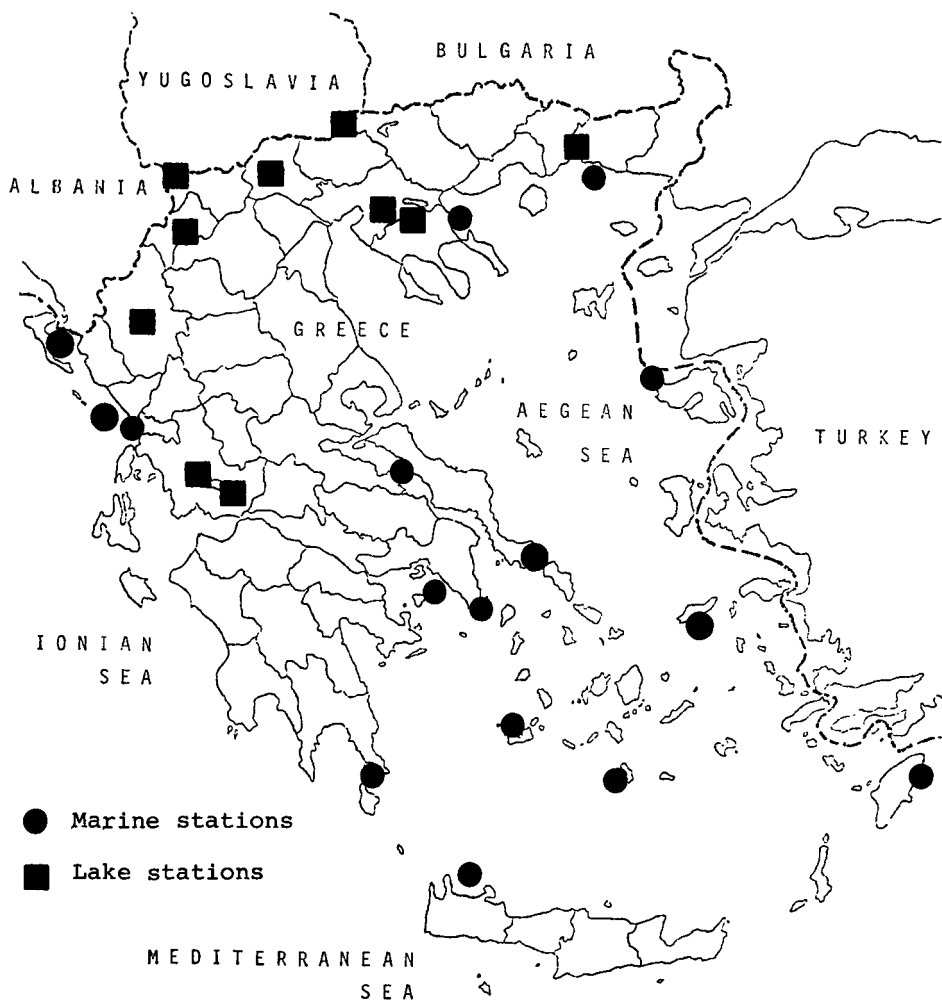 BULGARIA
YUGOSLAVIA
ALBANIA
GREECE
AEGEAN
SEA
TURKEY
IONIAN
SEA
Marine stations
Lake stations
MEDITERRANEAN
SEA